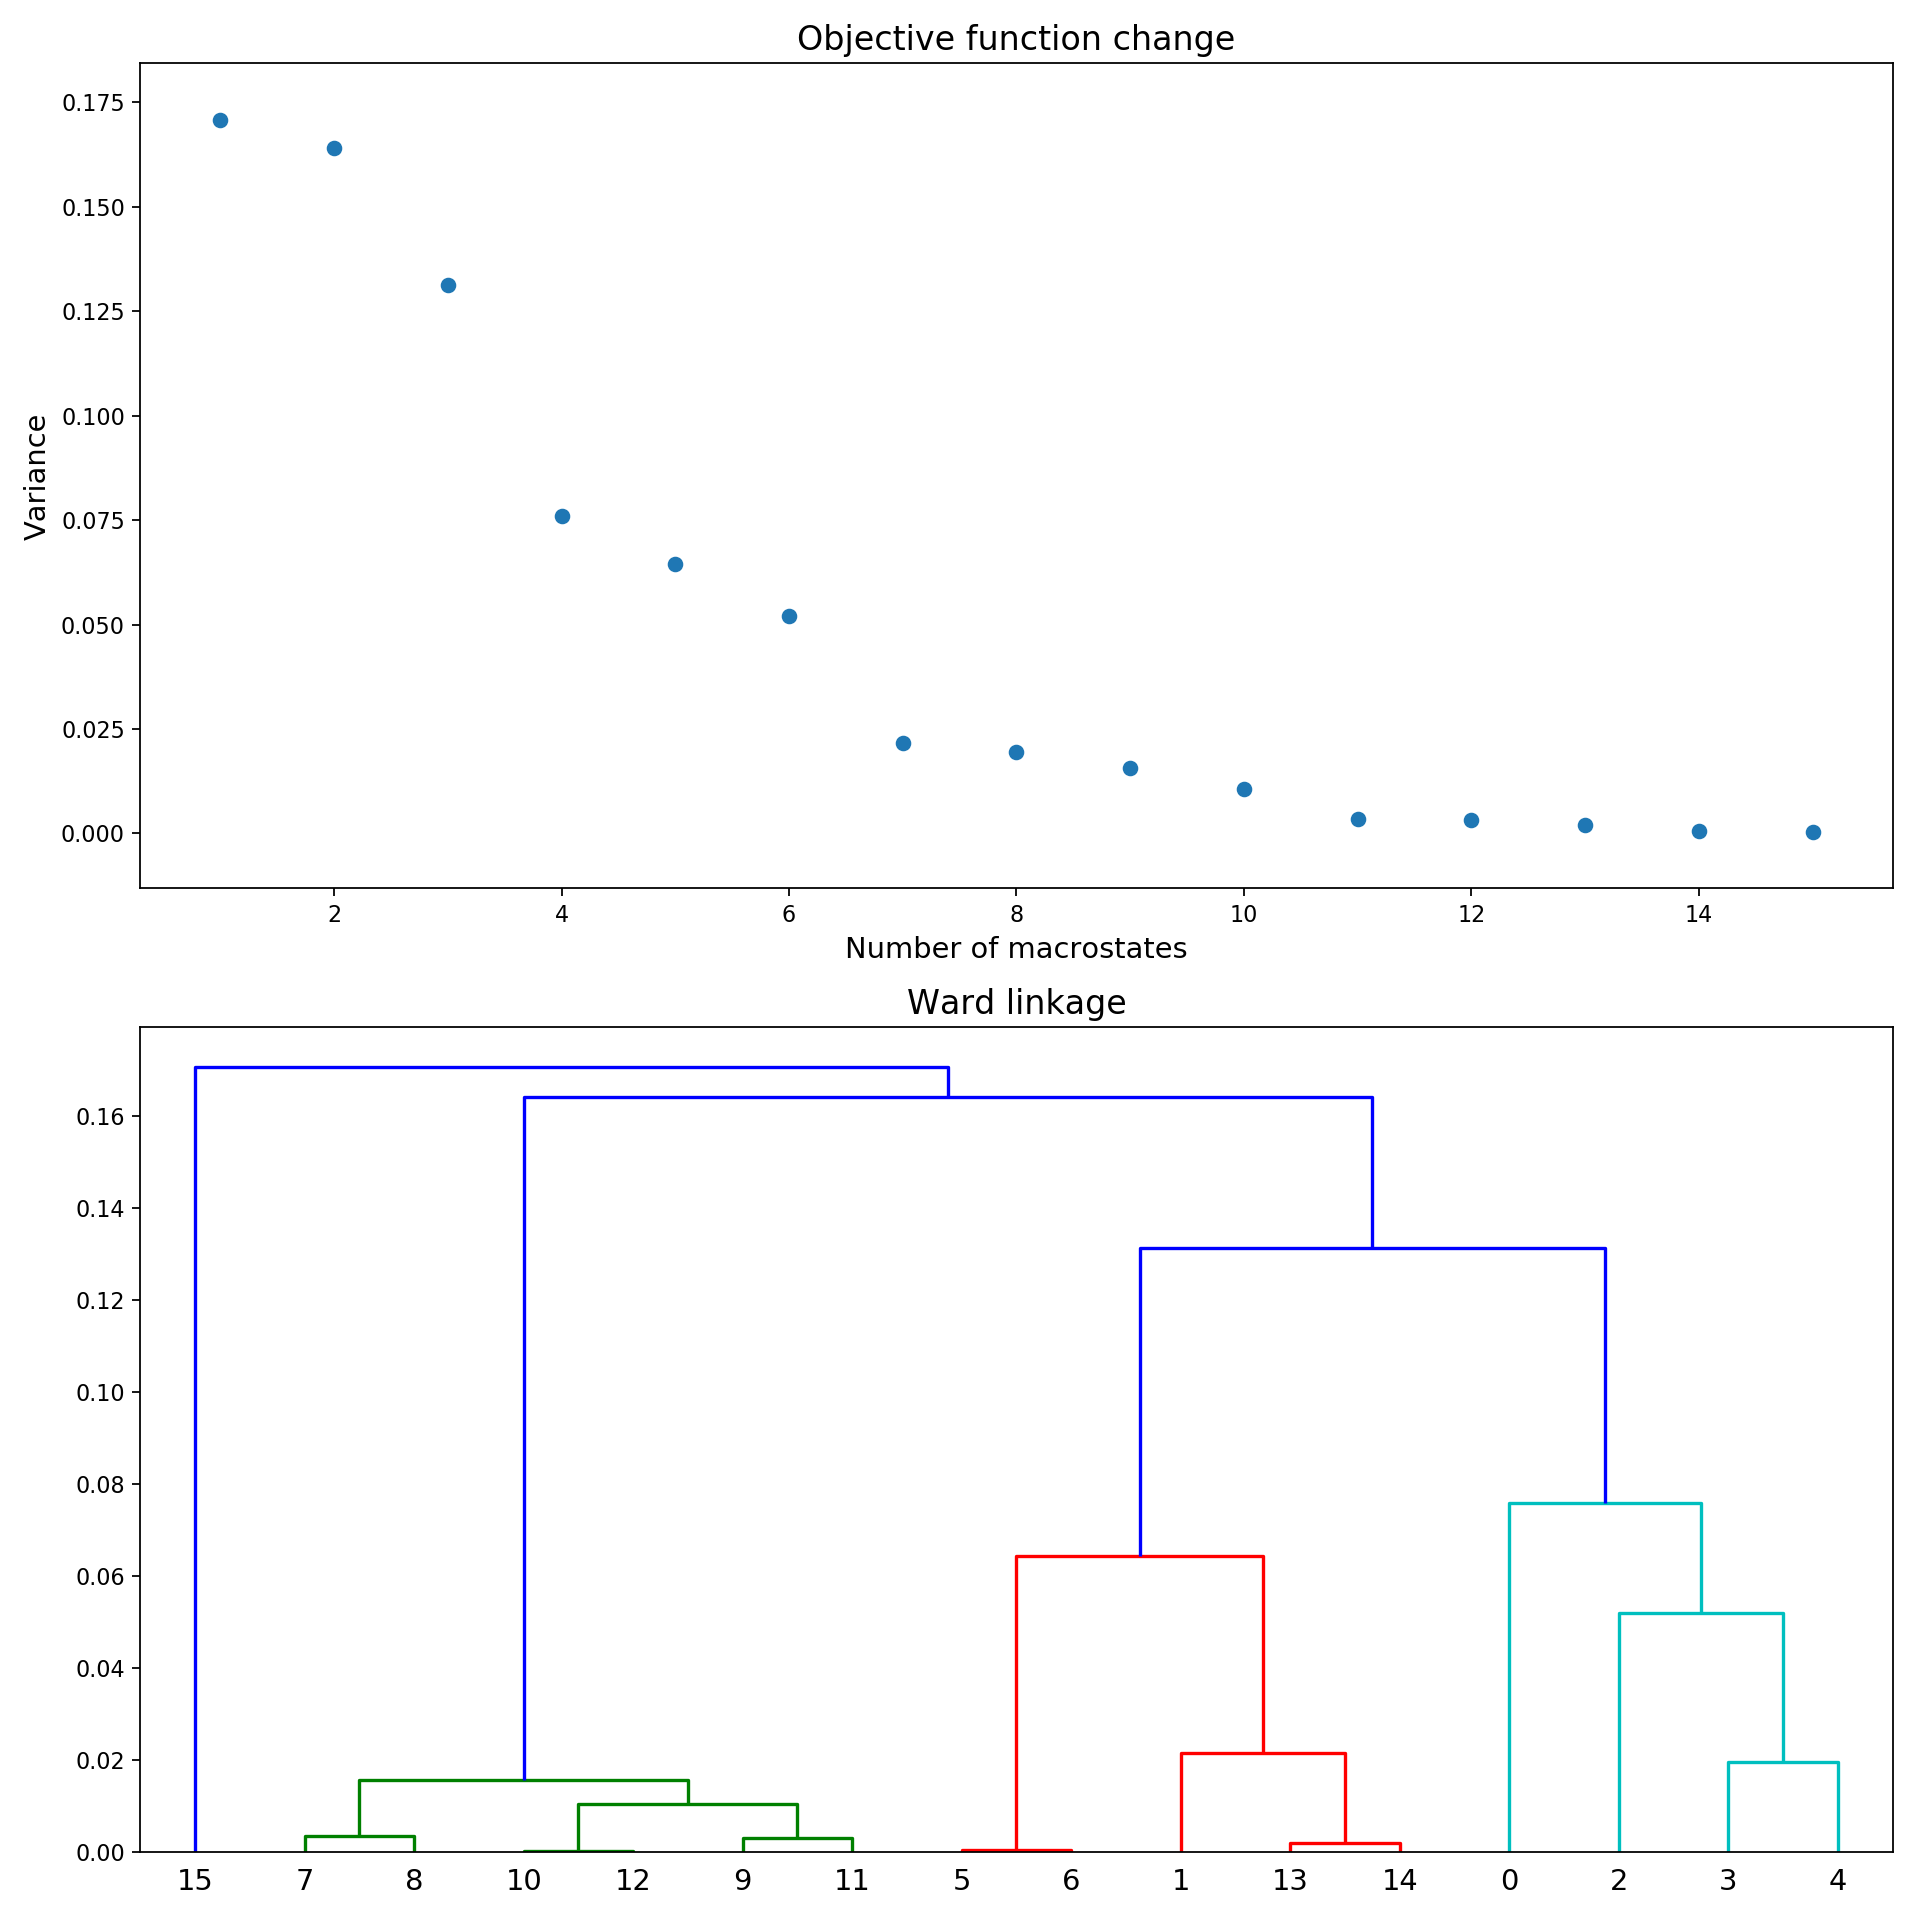 Objective function change
0.175
0.150
0.125
0.100
0.075
0.050
0.025
0.000
Variance
2 4 6 8 10 12 14
Number of macrostates
Ward linkage
0.16
0.14
0.12
0.10
0.08
0.06
0.04
0.02
0.00
15 7 8 10 12 9 11 5 6 1 13 14 0 2 3 4